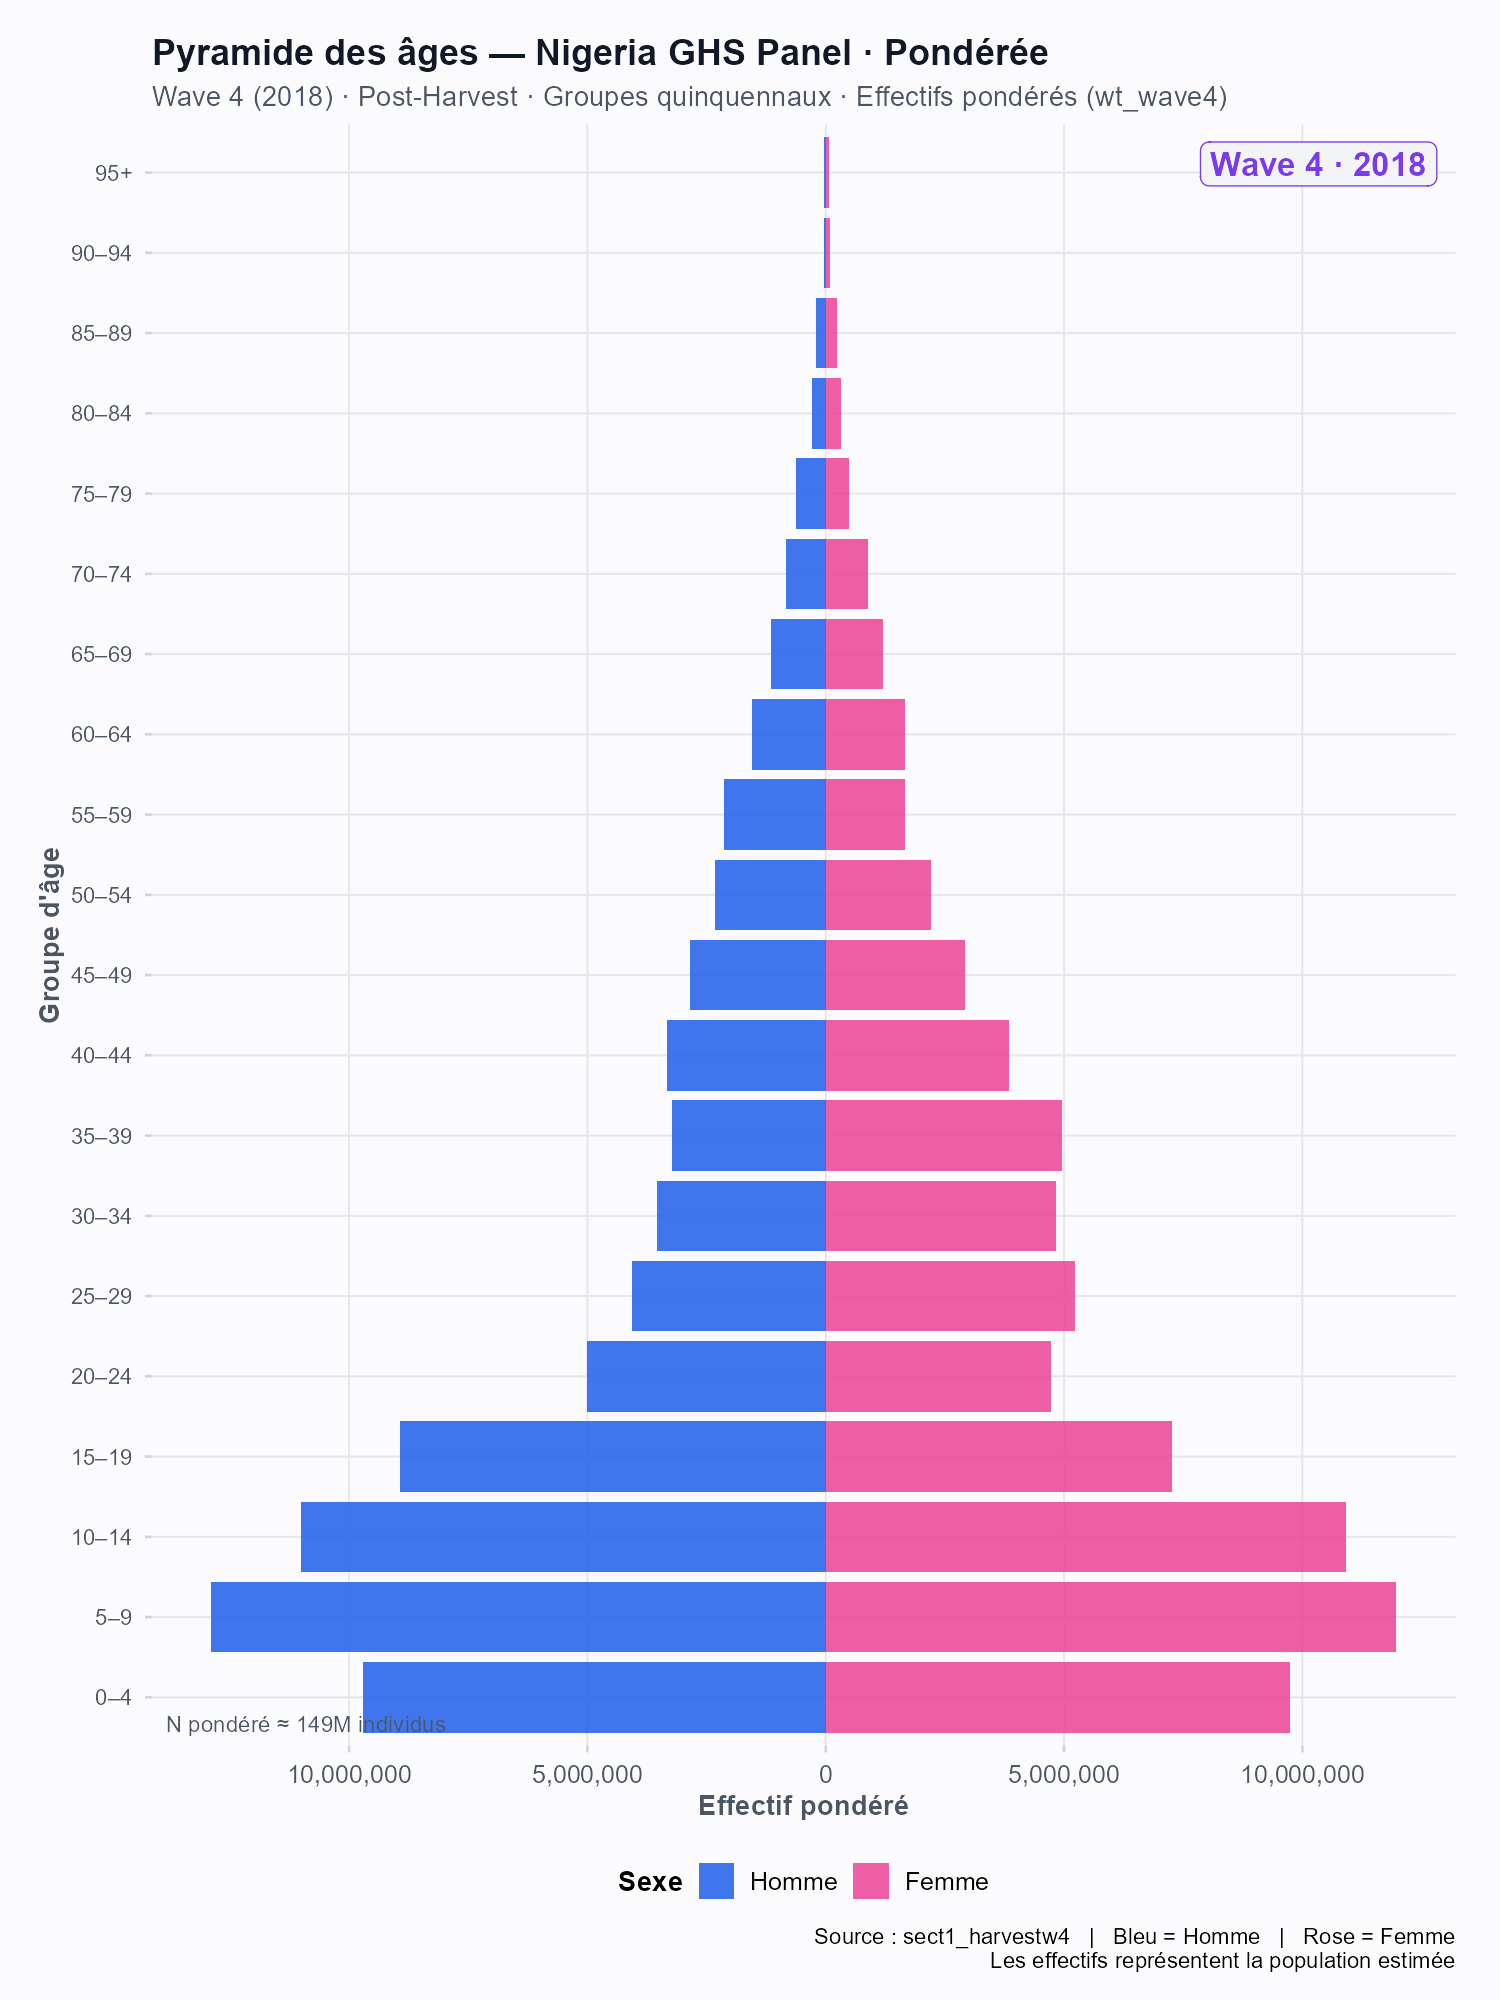 Pyramide des âges — Nigeria GHS Panel · Pondérée
Wave 4 (2018) · Post-Harvest · Groupes quinquennaux · Effectifs pondérés (wt_wave4)
Wave 4 · 2018
95+
90–94
85–89
80–84
75–79
70–74
65–69
60–64
55–59
50–54
45–49
40–44
35–39
30–34
25–29
20–24
15–19
10–14
5–9
0–4
Groupe d'âge
N pondéré ≈ 149M individus
10,000,000 5,000,000 0 5,000,000 10,000,000
Effectif pondéré
Sexe Homme Femme
Source : sect1_harvestw4 | Bleu = Homme | Rose = Femme
Les effectifs représentent la population estimée